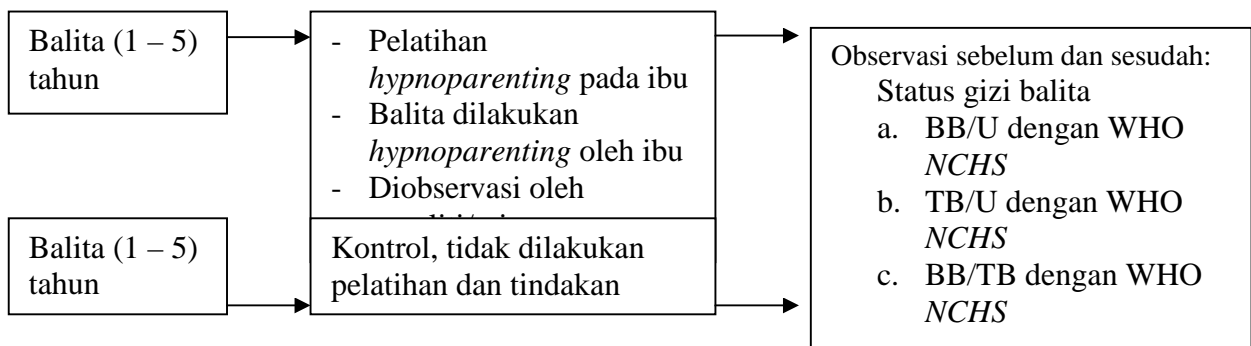 Balita (1 – 5)
tahun
- Pelatihan
hypnoparenting pada ibu
- Balita dilakukan
hypnoparenting oleh ibu
- Diobservasi oleh
Observasi sebelum dan sesudah:
Status gizi balita
a. BB/U dengan WHO
NCHS
b. TB/U dengan WHO
NCHS
c. BB/TB dengan WHO
NCHS
Balita (1 – 5)
tahun
Kontrol, tidak dilakukan
pelatihan dan tindakan